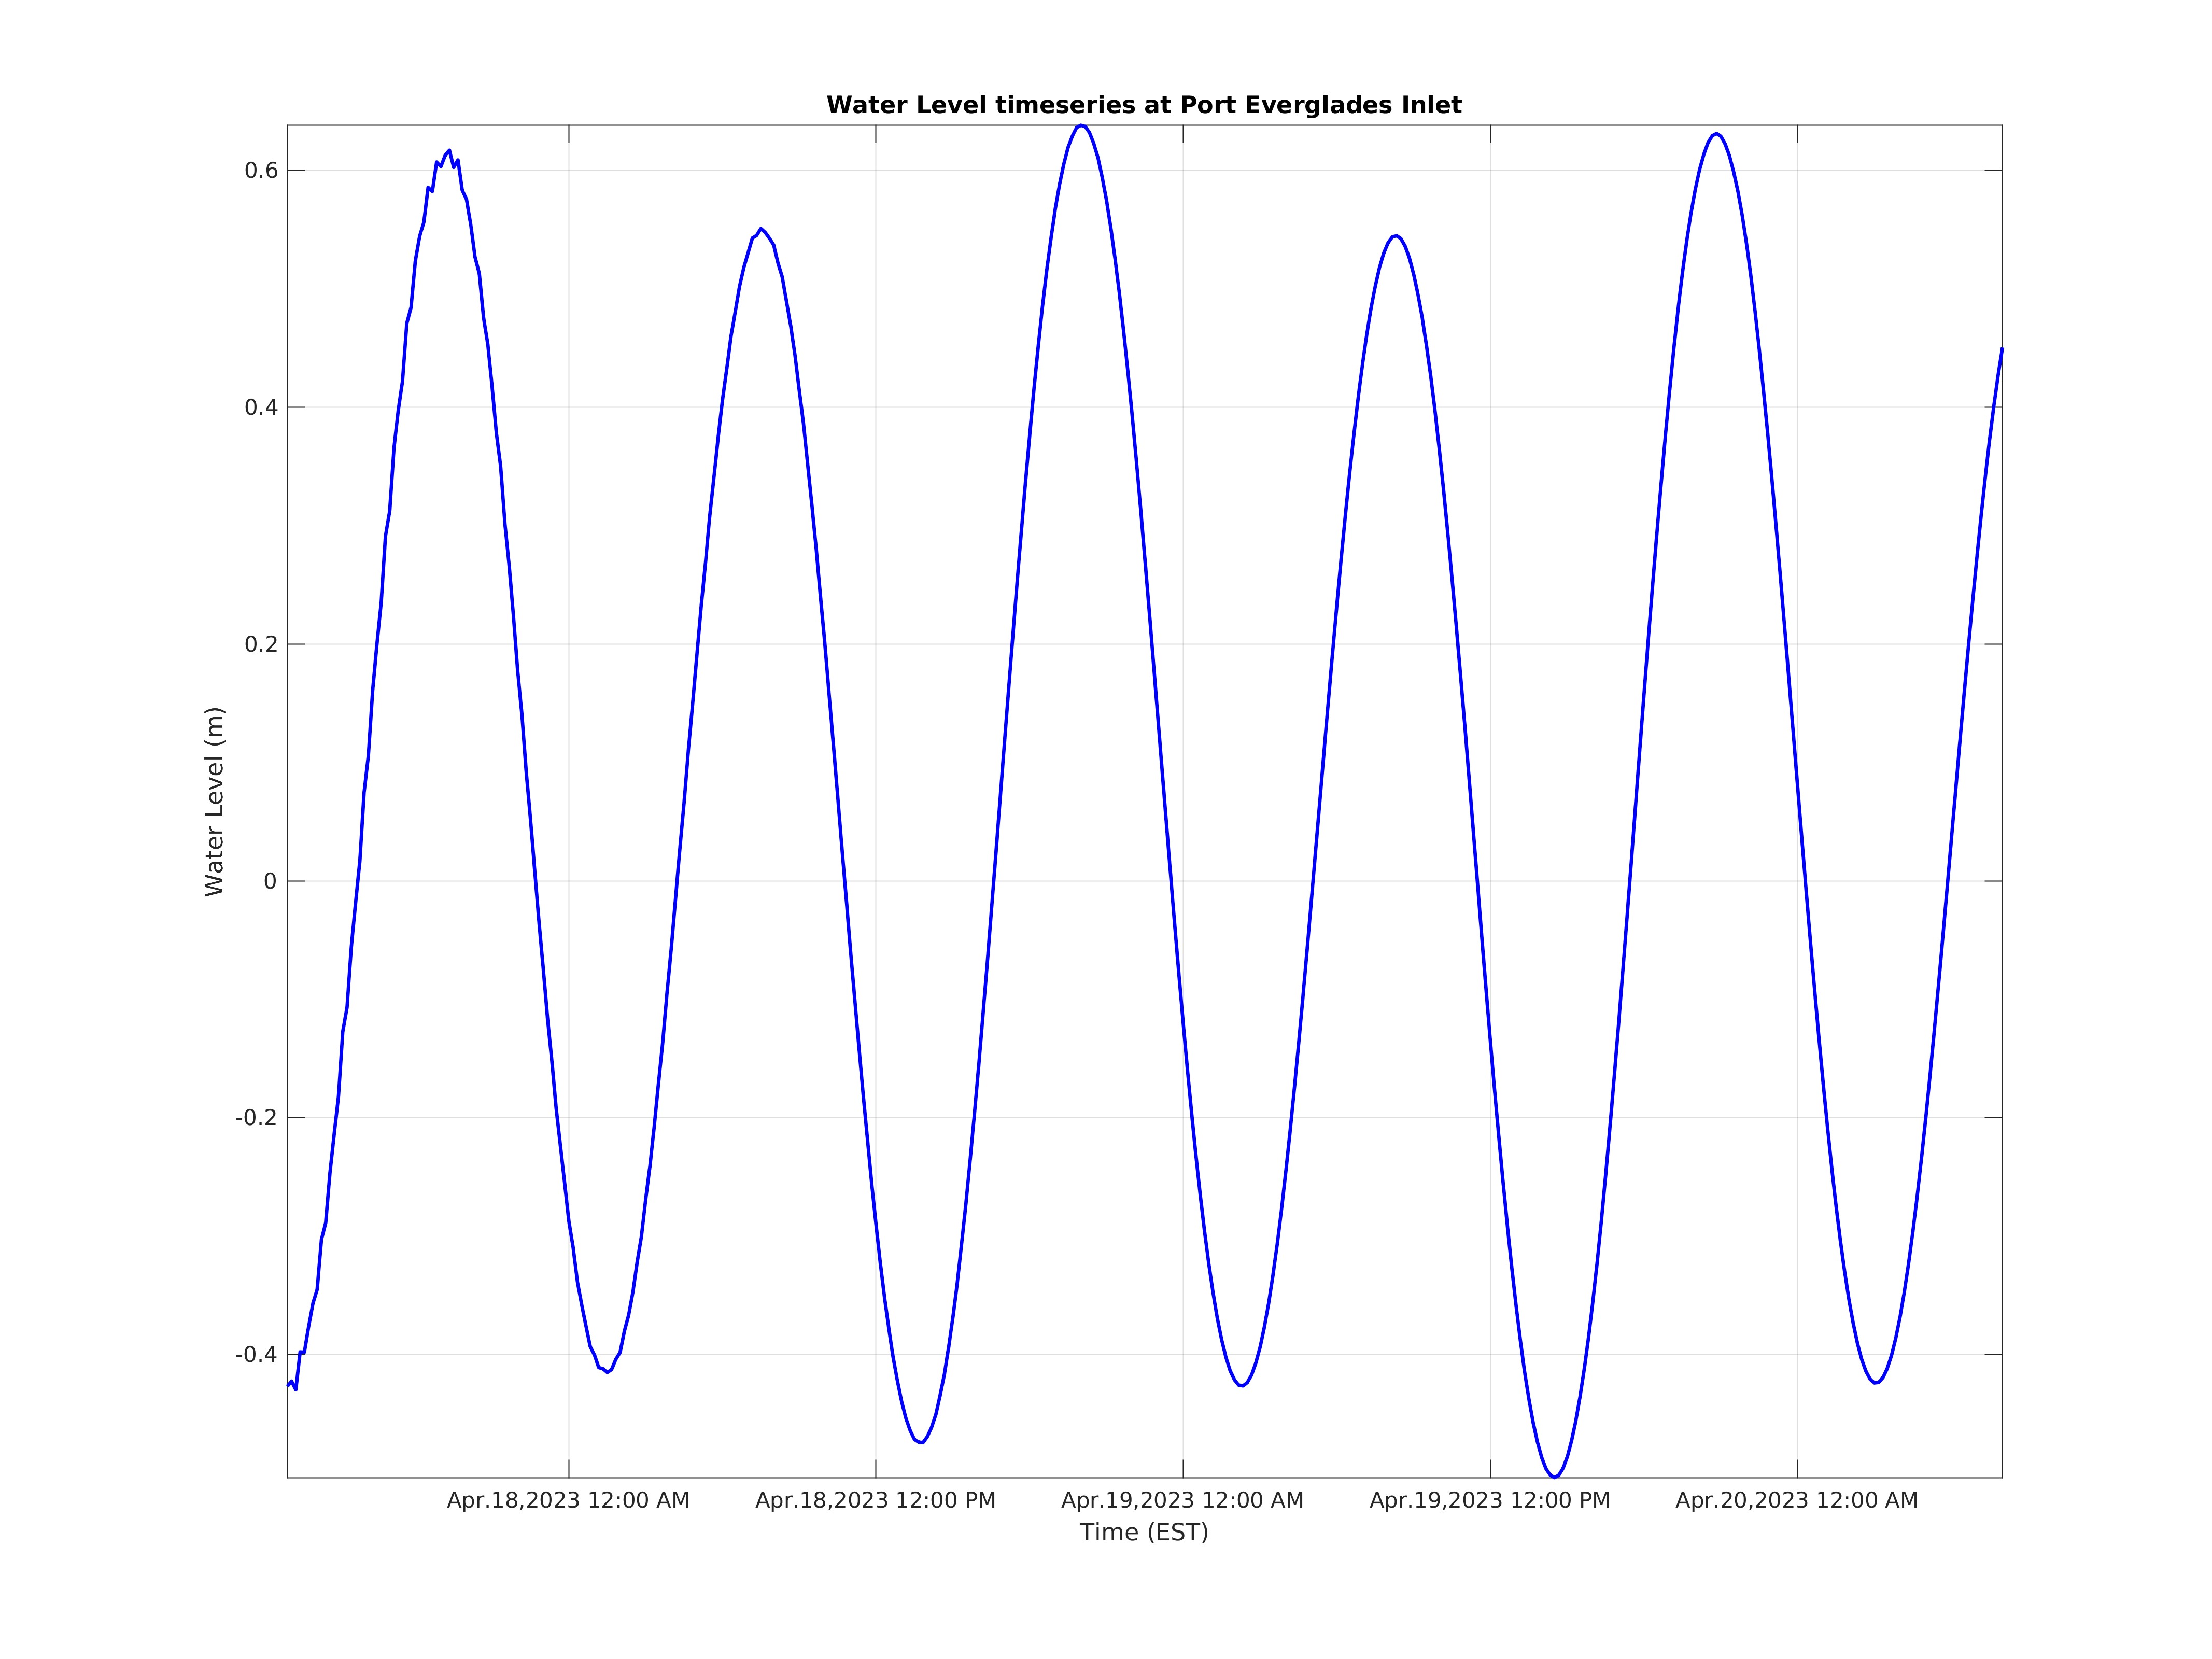 Water Level timeseries at Port Everglades Inlet
0.6
0.4
0.2
0
-0.2
-0.4
Water Level (m)
Apr.18,2023 12:00 AM Apr.18,2023 12:00 PM Apr.19,2023 12:00 AM Apr.19,2023 12:00 PM Apr.20,2023 12:00 AM
Time (EST)